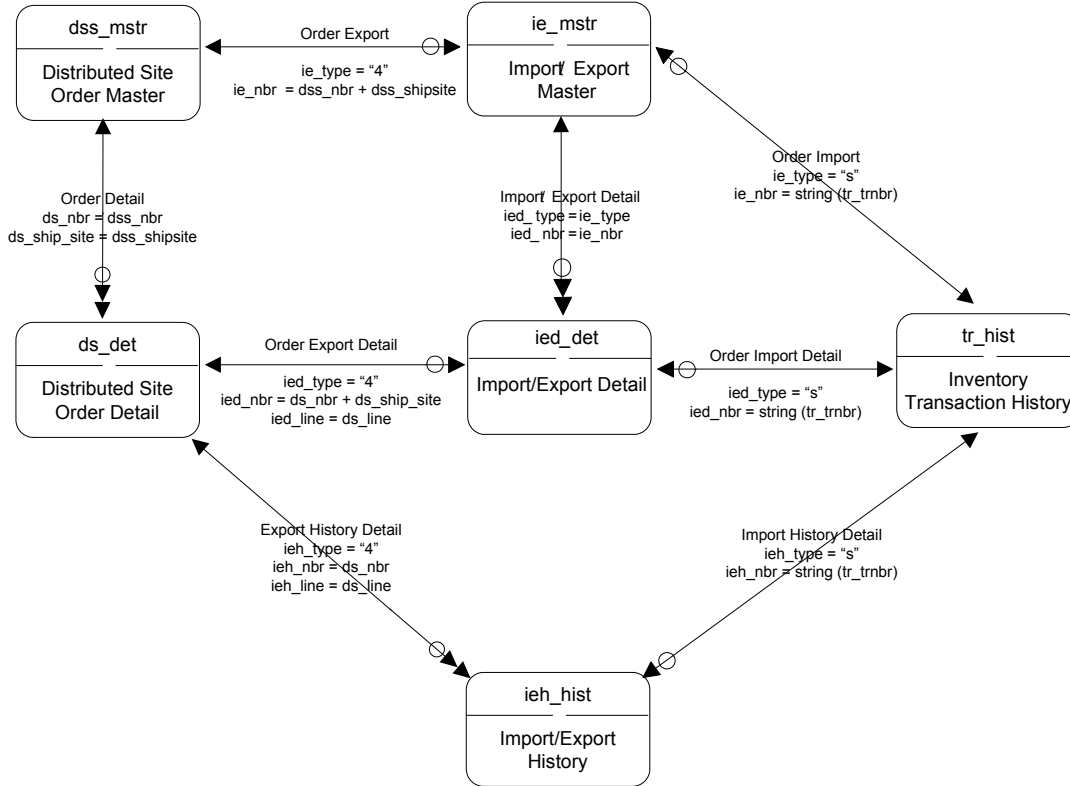 dss_mstr
Distributed Site
Order Master
Order Export
ie_type = “4”
ie_nbr = dss_nbr + dss_shipsite
ie_mstr
Import/ Export
Master
Order Import
ie_type = “s”
ie_nbr = string (tr_trnbr)
Order Detail
ds_nbr = dss_nbr
ds_ship_site = dss_shipsite
Import/ Export Detail
ied_ type = ie_type
ied_ nbr = ie_nbr
ds_det
Distributed Site
Order Detail
Order Export Detail
ied_type = “4”
ied_nbr = ds_nbr + ds_ship_site
ied_line = ds_line
ied_det
Import/Export Detail
Order Import Detail
ied_type = “s”
ied_nbr = string (tr_trnbr)
tr_hist
Inventory
Transaction History
Export History Detail
ieh_type = “4”
ieh_nbr = ds_nbr
ieh_line = ds_line
Import History Detail
ieh_type = “s”
ieh_nbr = string (tr_trnbr)
ieh_hist
Import/Export
History